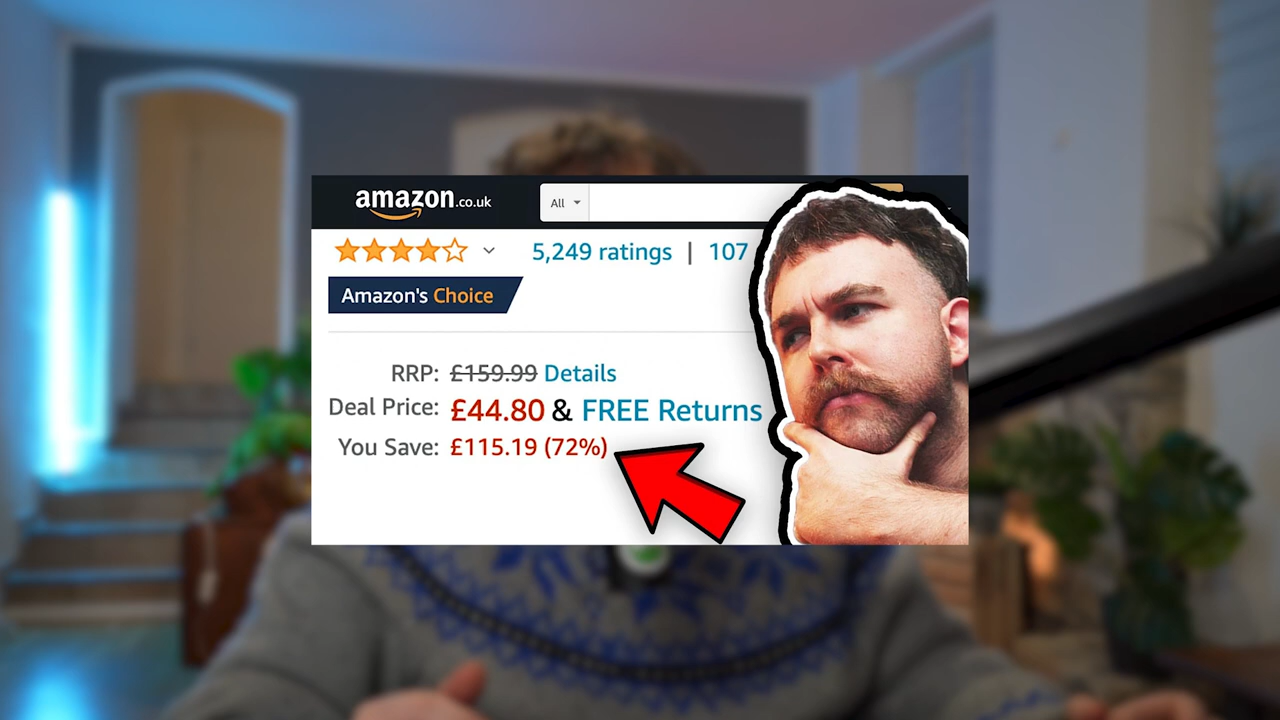 amazon.co.uk
All
5,249 ratings | 107
Amazon's Choice
RRP: £159.99 Details
Deal Price: £44.80 & FREE Returns
You Save: £115.19 (72%)